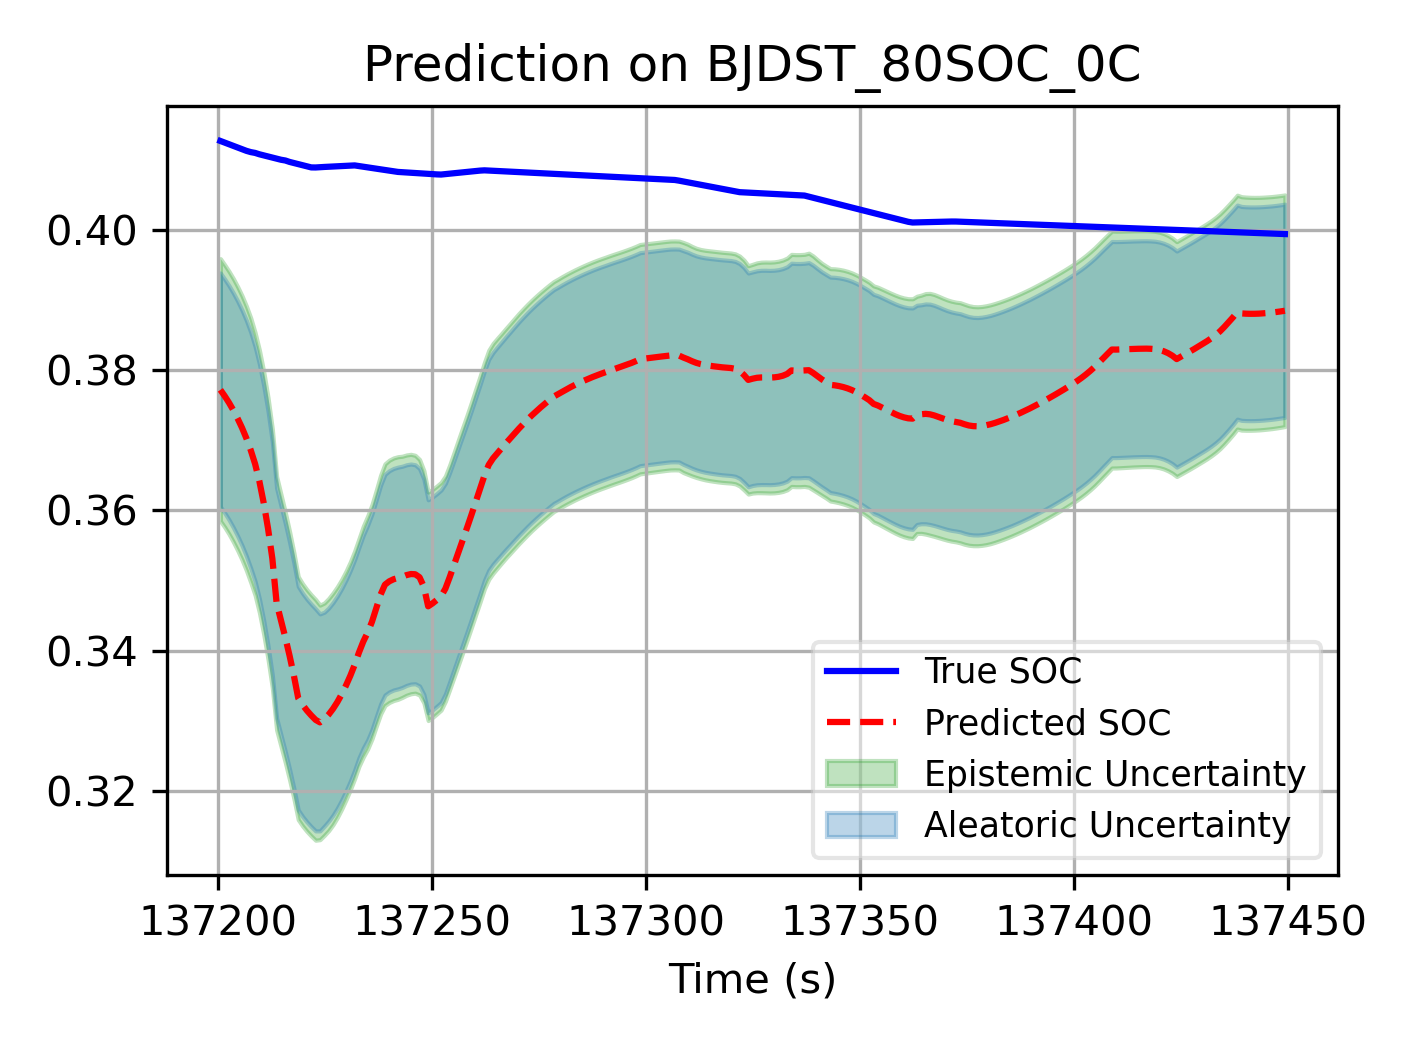 Prediction on BJDST_80SOC_0C
0.40
0.38
0.36
0.34
0.32
True SOC
Predicted SOC
Epistemic Uncertainty
Aleatoric Uncertainty
137200 137250 137300 137350 137400 137450
Time (s)